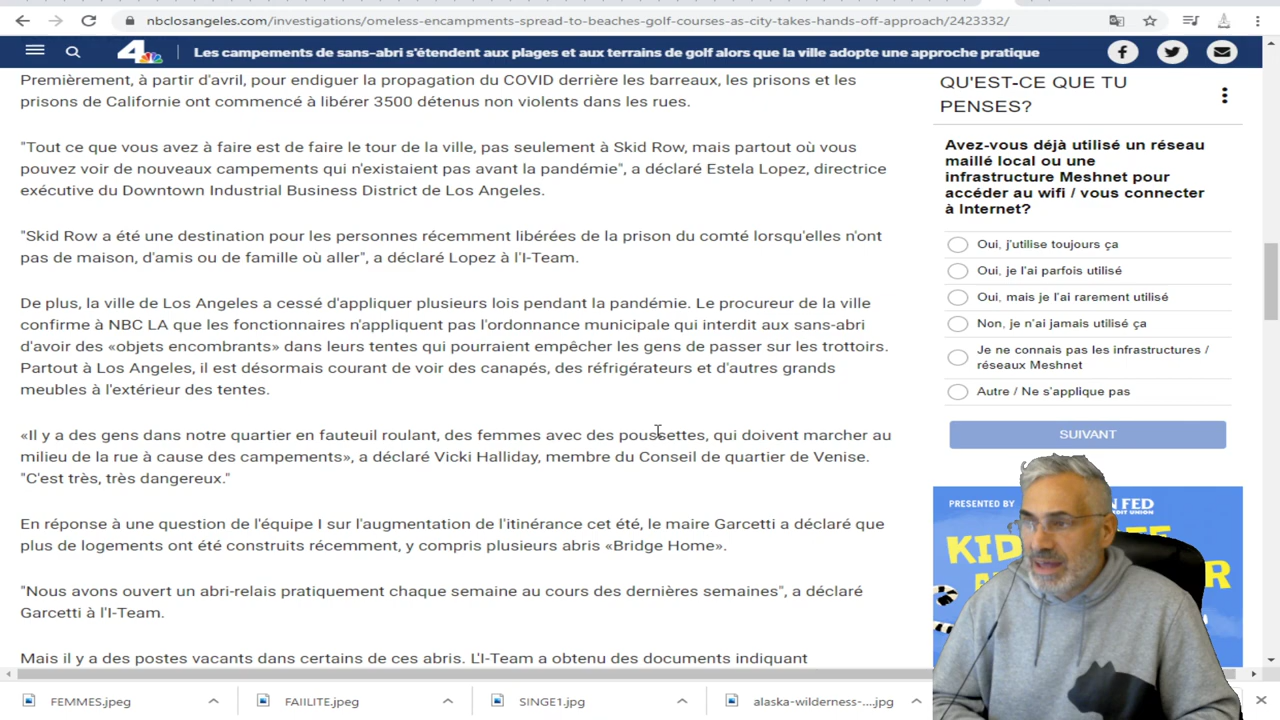 nbclosangeles.com/investigations/omeless-encampments-spread-to-beaches-golf-courses-as-city-takes-hands-off-approach/2423332/
4 Les campements de sans-abri s'étendent aux plages et aux terrains de golf alors que la ville adopte une approche pratique
Premièrement, à partir d'avril, pour endiguer la propagation du COVID derrière les barreaux, les prisons et les
prisons de Californie ont commencé à libérer 3500 détenus non violents dans les rues.
"Tout ce que vous avez à faire est de faire le tour de la ville, pas seulement à Skid Row, mais partout où vous
pouvez voir de nouveaux campements qui n'existaient pas avant la pandémie", a déclaré Estela Lopez, directrice
exécutive du Downtown Industrial Business District de Los Angeles.
"Skid Row a été une destination pour les personnes récemment libérées de la prison du comté lorsqu'elles n'ont
pas de maison, d'amis ou de famille où aller", a déclaré Lopez à l'I-Team.
De plus, la ville de Los Angeles a cessé d'appliquer plusieurs lois pendant la pandémie. Le procureur de la ville
confirme à NBC LA que les fonctionnaires n'appliquent pas l'ordonnance municipale qui interdit aux sans-abri
d'avoir des «objets encombrants» dans leurs tentes qui pourraient empêcher les gens de passer sur les trottoirs.
Partout à Los Angeles, il est désormais courant de voir des canapés, des réfrigérateurs et d'autres grands
meubles à l'extérieur des tentes.
«Il y a des gens dans notre quartier en fauteuil roulant, des femmes avec des poussettes, qui doivent marcher au
milieu de la rue à cause des campements», a déclaré Vicki Halliday, membre du Conseil de quartier de Venise.
"C'est très, très dangereux."
En réponse à une question de l'équipe I sur l'augmentation de l'itinérance cet été, le maire Garcetti a déclaré que
plus de logements ont été construits récemment, y compris plusieurs abris «Bridge Home».
"Nous avons ouvert un abri-relais pratiquement chaque semaine au cours des dernières semaines", a déclaré
Garcetti à l'I-Team.
Mais il y a des postes vacants dans certains de ces abris. L'I-Team a obtenu des documents indiquant
QU'EST-CE QUE TU
PENSES?
Avez-vous déjà utilisé un réseau
maillé local ou une
infrastructure Meshnet pour
accéder au wifi / vous connecter
à Internet?
Oui, j'utilise toujours ça
Oui, je l'ai parfois utilisé
Oui, mais je l'ai rarement utilisé
Non, je n'ai jamais utilisé ça
Je ne connais pas les infrastructures /
réseaux Meshnet
Autre / Ne s'applique pas
SUIVANT
PRESENTED BY
FED
UNION
KID
FEMMES.jpeg
FAIILITE.jpeg
SINGE1.jpg
alaska-wilderness-....jpg